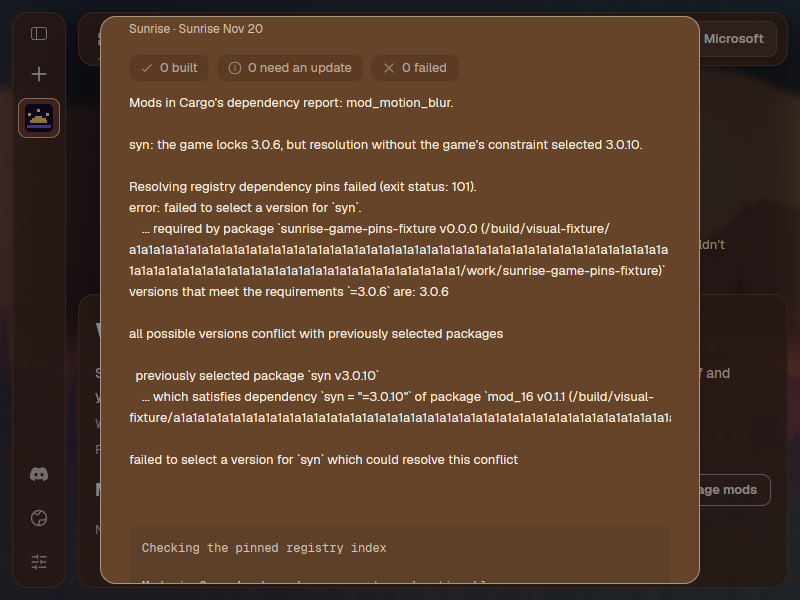 Sunrise · Sunrise Nov 20
Microsoft
0 built
0 need an update
0 failed
Mods in Cargo's dependency report: mod_motion_blur.
syn: the game locks 3.0.6, but resolution without the game's constraint selected 3.0.10.
Resolving registry dependency pins failed (exit status: 101).
error: failed to select a version for `syn`.
... required by package `sunrise-game-pins-fixture v0.0.0 (/build/visual-fixture/
a1a1a1a1a1a1a1a1a1a1a1a1a1a1a1a1a1a1a1a1a1a1a1a1a1a1a1a1a1a1a1a1a1a1a1a1a1a1a1a1a1a1a1a
1a1a1a1a1a1a1a1a1a1a1a1a1a1a1a1a1a1a1a1a1a1a1a1a1a1a1/work/sunrise-game-pins-fixture)`
versions that meet the requirements `=3.0.6` are: 3.0.6
all possible versions conflict with previously selected packages
previously selected package `syn v3.0.10`
... which satisfies dependency `syn = "=3.0.10"` of package `mod_16 v0.1.1 (/build/visual-
fixture/a1a1a1a1a1a1a1a1a1a1a1a1a1a1a1a1a1a1a1a1a1a1a1a1a1a1a1a1a1a1a1a1a1a1a1a1a1a1a1a1a1a1
failed to select a version for `syn` which could resolve this conflict
and
mods
Checking the pinned registry index